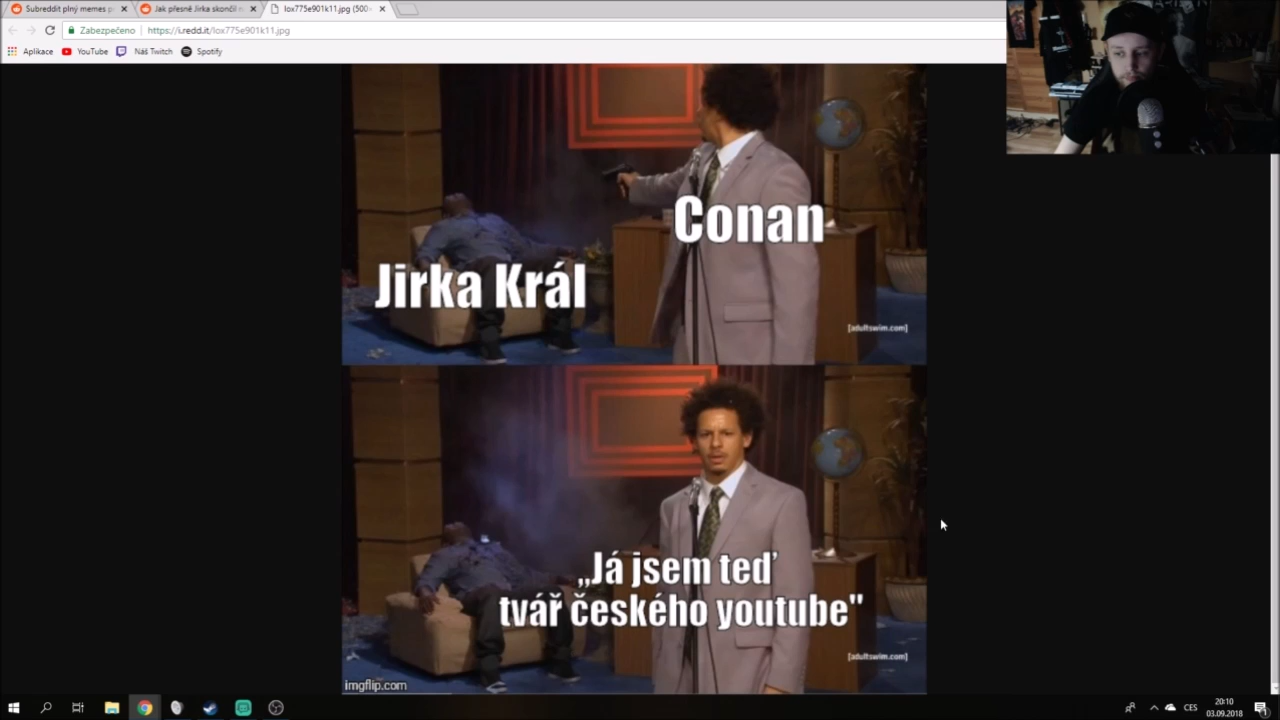 Subreddit plný memes p
Jak přesně Jirka skončil n
lox775e901k11.jpg (500×
Zabezpečeno
https://i.redd.it/lox775e901k11.jpg
Aplikace
YouTube
Náš Twitch
Spotify
Conan
Jirka Král
[adultswim.com]
„Já jsem teď
tvář českého youtube"
[adultswim.com]
imgflip.com
CES
20:10
03.09.2018